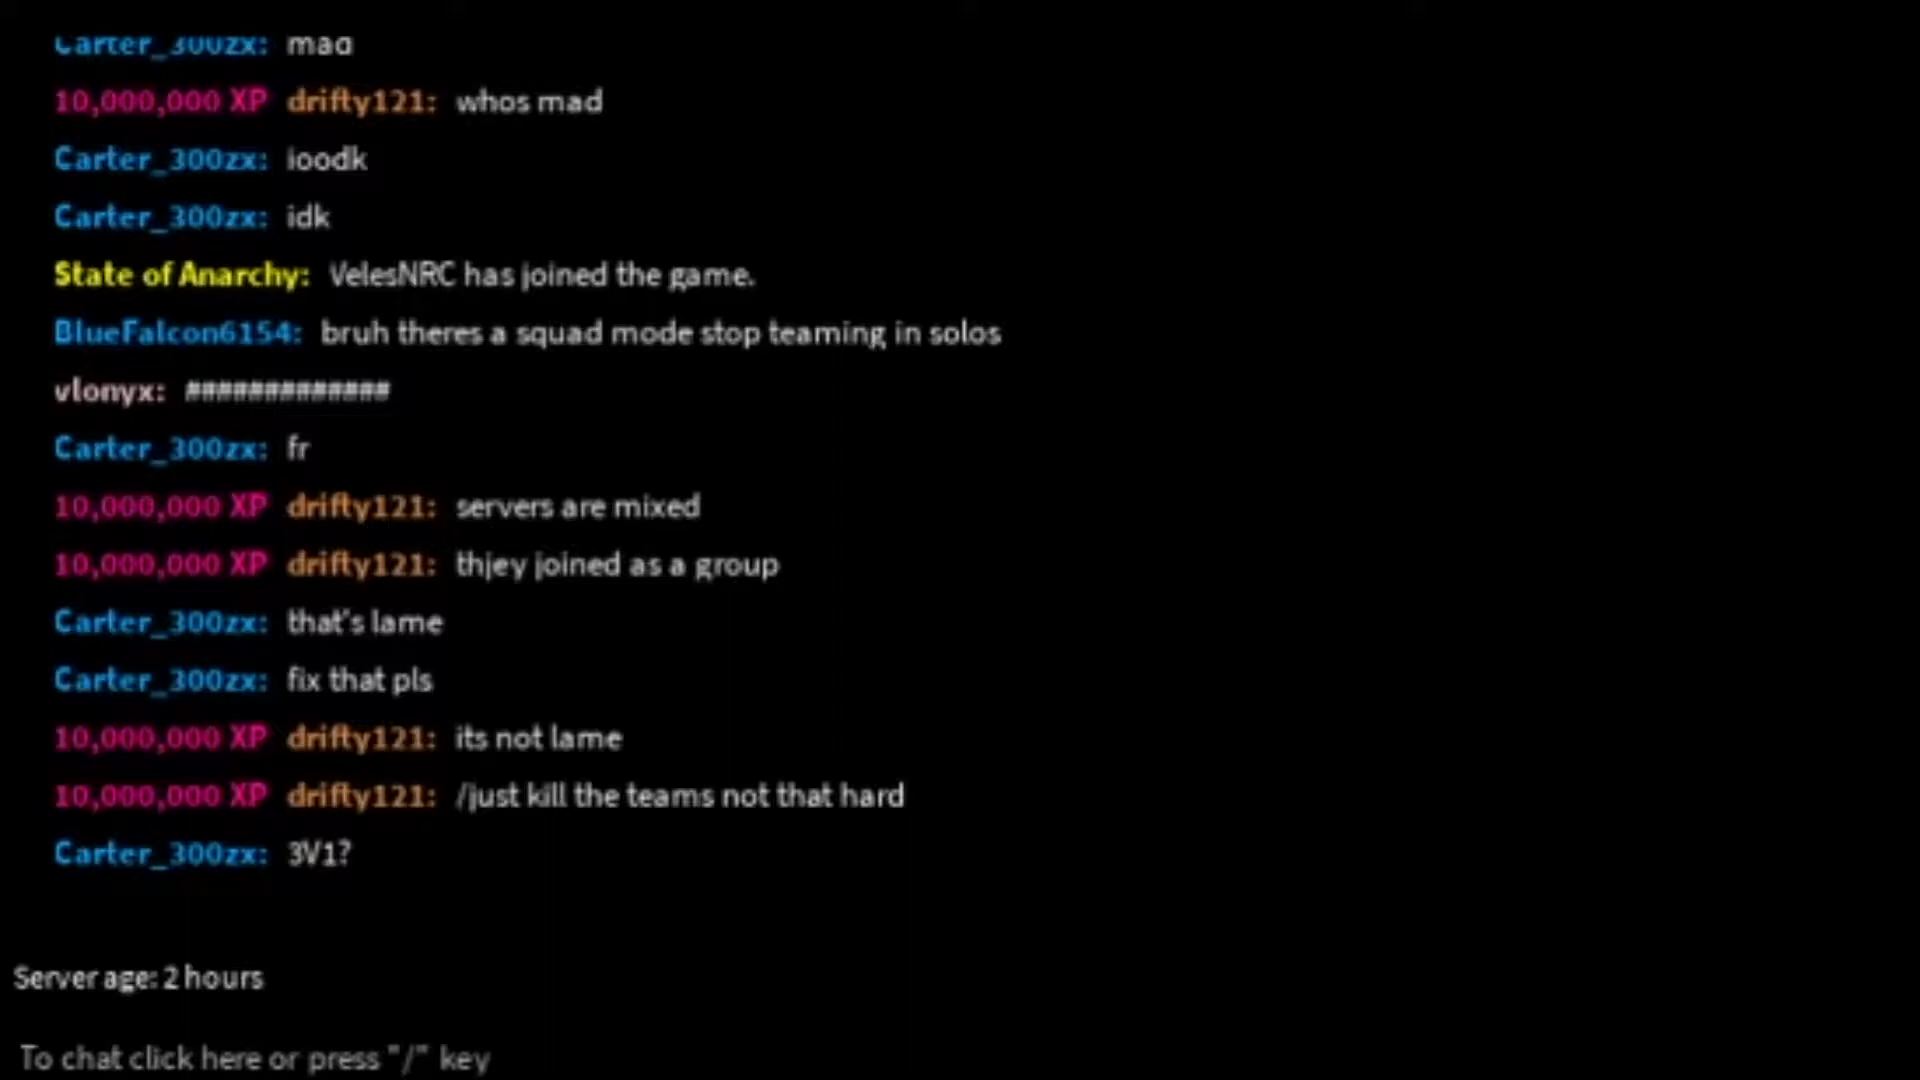 Carter_300zx: mad
10,000,000 XP drifty121: whos mad
Carter_300zx: ioodk
Carter_300zx: idk
State of Anarchy: VelesNRC has joined the game.
BlueFalcon6154: bruh theres a squad mode stop teaming in solos
vlonyx: #############
Carter_300zx: fr
10,000,000 XP drifty121: servers are mixed
10,000,000 XP drifty121: thjey joined as a group
Carter_300zx: that's lame
Carter_300zx: fix that pls
10,000,000 XP drifty121: its not lame
10,000,000 XP drifty121: /just kill the teams not that hard
Carter_300zx: 3V1?
Server age: 2 hours
To chat click here or press "/" key